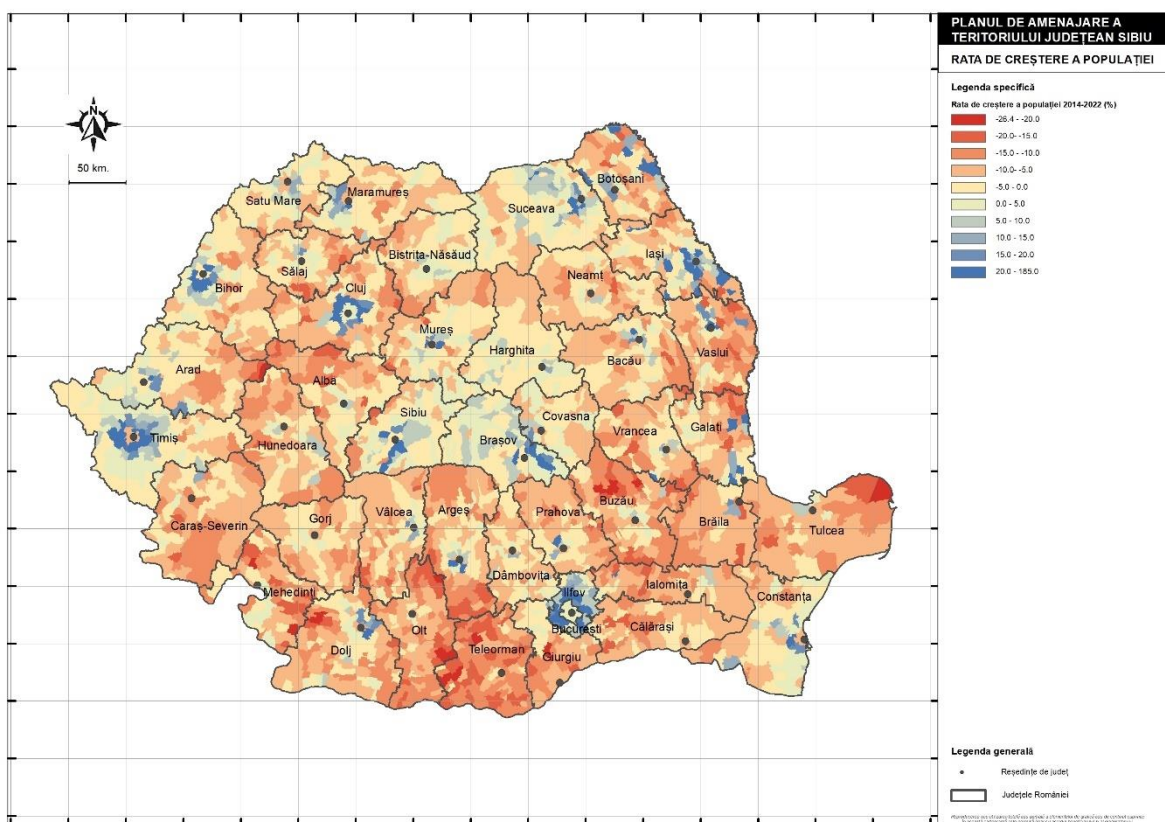 PLANUL DE AMENAJARE A
TERITORIULUI JUDEȚEAN SIBIU
RATA DE CREȘTERE A POPULAȚIEI
Legenda specifică
Rata de creștere a populației 2014-2022 (%)
-26.4 - -20.0
-20.0- -15.0
-15.0 - -10.0
-10.0- -5.0
-5.0 - 0.0
0.0 - 5.0
5.0 - 10.0
10.0 - 15.0
15.0 - 20.0
20.0 - 185.0
N
50 km.
Botoșani
Satu Mare
Maramureș
Suceava
Bistrița-Năsăud
Iași
Sălaj
Neamț
Bihor
Cluj
Mureș
Harghita
Bacău
Vaslui
Arad
Alba
Sibiu
Covasna
Timiș
Hunedoara
Brașov
Vrancea
Galați
Buzău
Caraș-Severin
Gorj
Vâlcea
Argeș
Prahova
Brăila
Tulcea
Dâmbovița
Mehedinți
Ilfov
Ialomița
Constanța
București
Călărași
Dolj
Olt
Teleorman
Giurgiu
Legenda generală
Reședințe de județ
Județele României